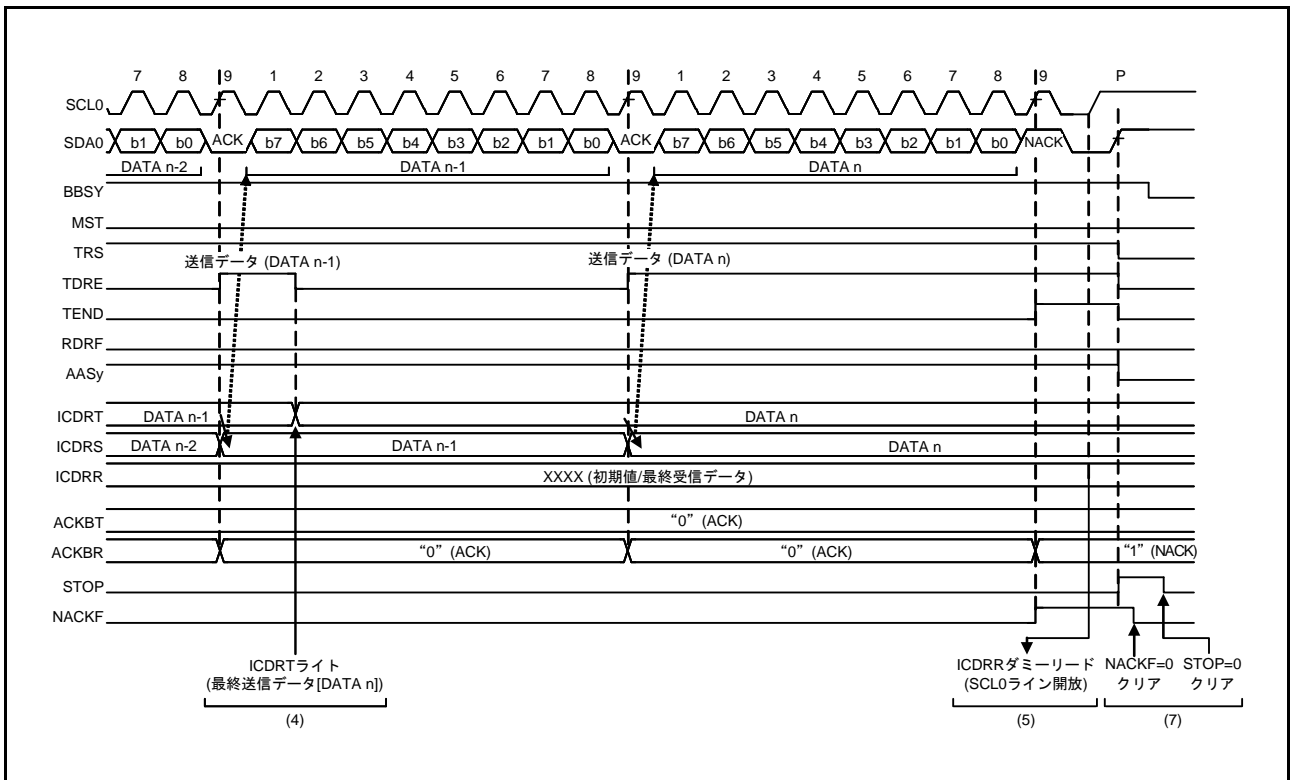 7 8 9 1 2 3 4 5 6 7 8 9 1 2 3 4 5 6 7 8 9 P
SCL0
SDA0 b1 b0 ACK b7 b6 b5 b4 b3 b2 b1 b0 ACK b7 b6 b5 b4 b3 b2 b1 b0 NACK
DATA n-2 DATA n-1 DATA n
BBSY
MST
TRS
送信データ (DATA n-1) 送信データ (DATA n)
TDRE
TEND
RDRF
AASy
ICDRT DATA n-1 DATA n
ICDRS DATA n-2 DATA n-1 DATA n
ICDRR XXXX (初期値/最終受信データ)
ACKBT “0” (ACK)
ACKBR “0” (ACK) “0” (ACK) “1” (NACK)
STOP
NACKF
ICDRTライト ICDRRダミーリード NACKF=0 STOP=0
(最終送信データ[DATA n]) (SCL0ライン開放) クリア クリア
(4) (5) (7)